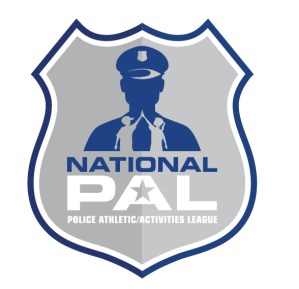 NATIONAL
PAL
POLICE ATHLETIC/ACTIVITIES LEAGUE